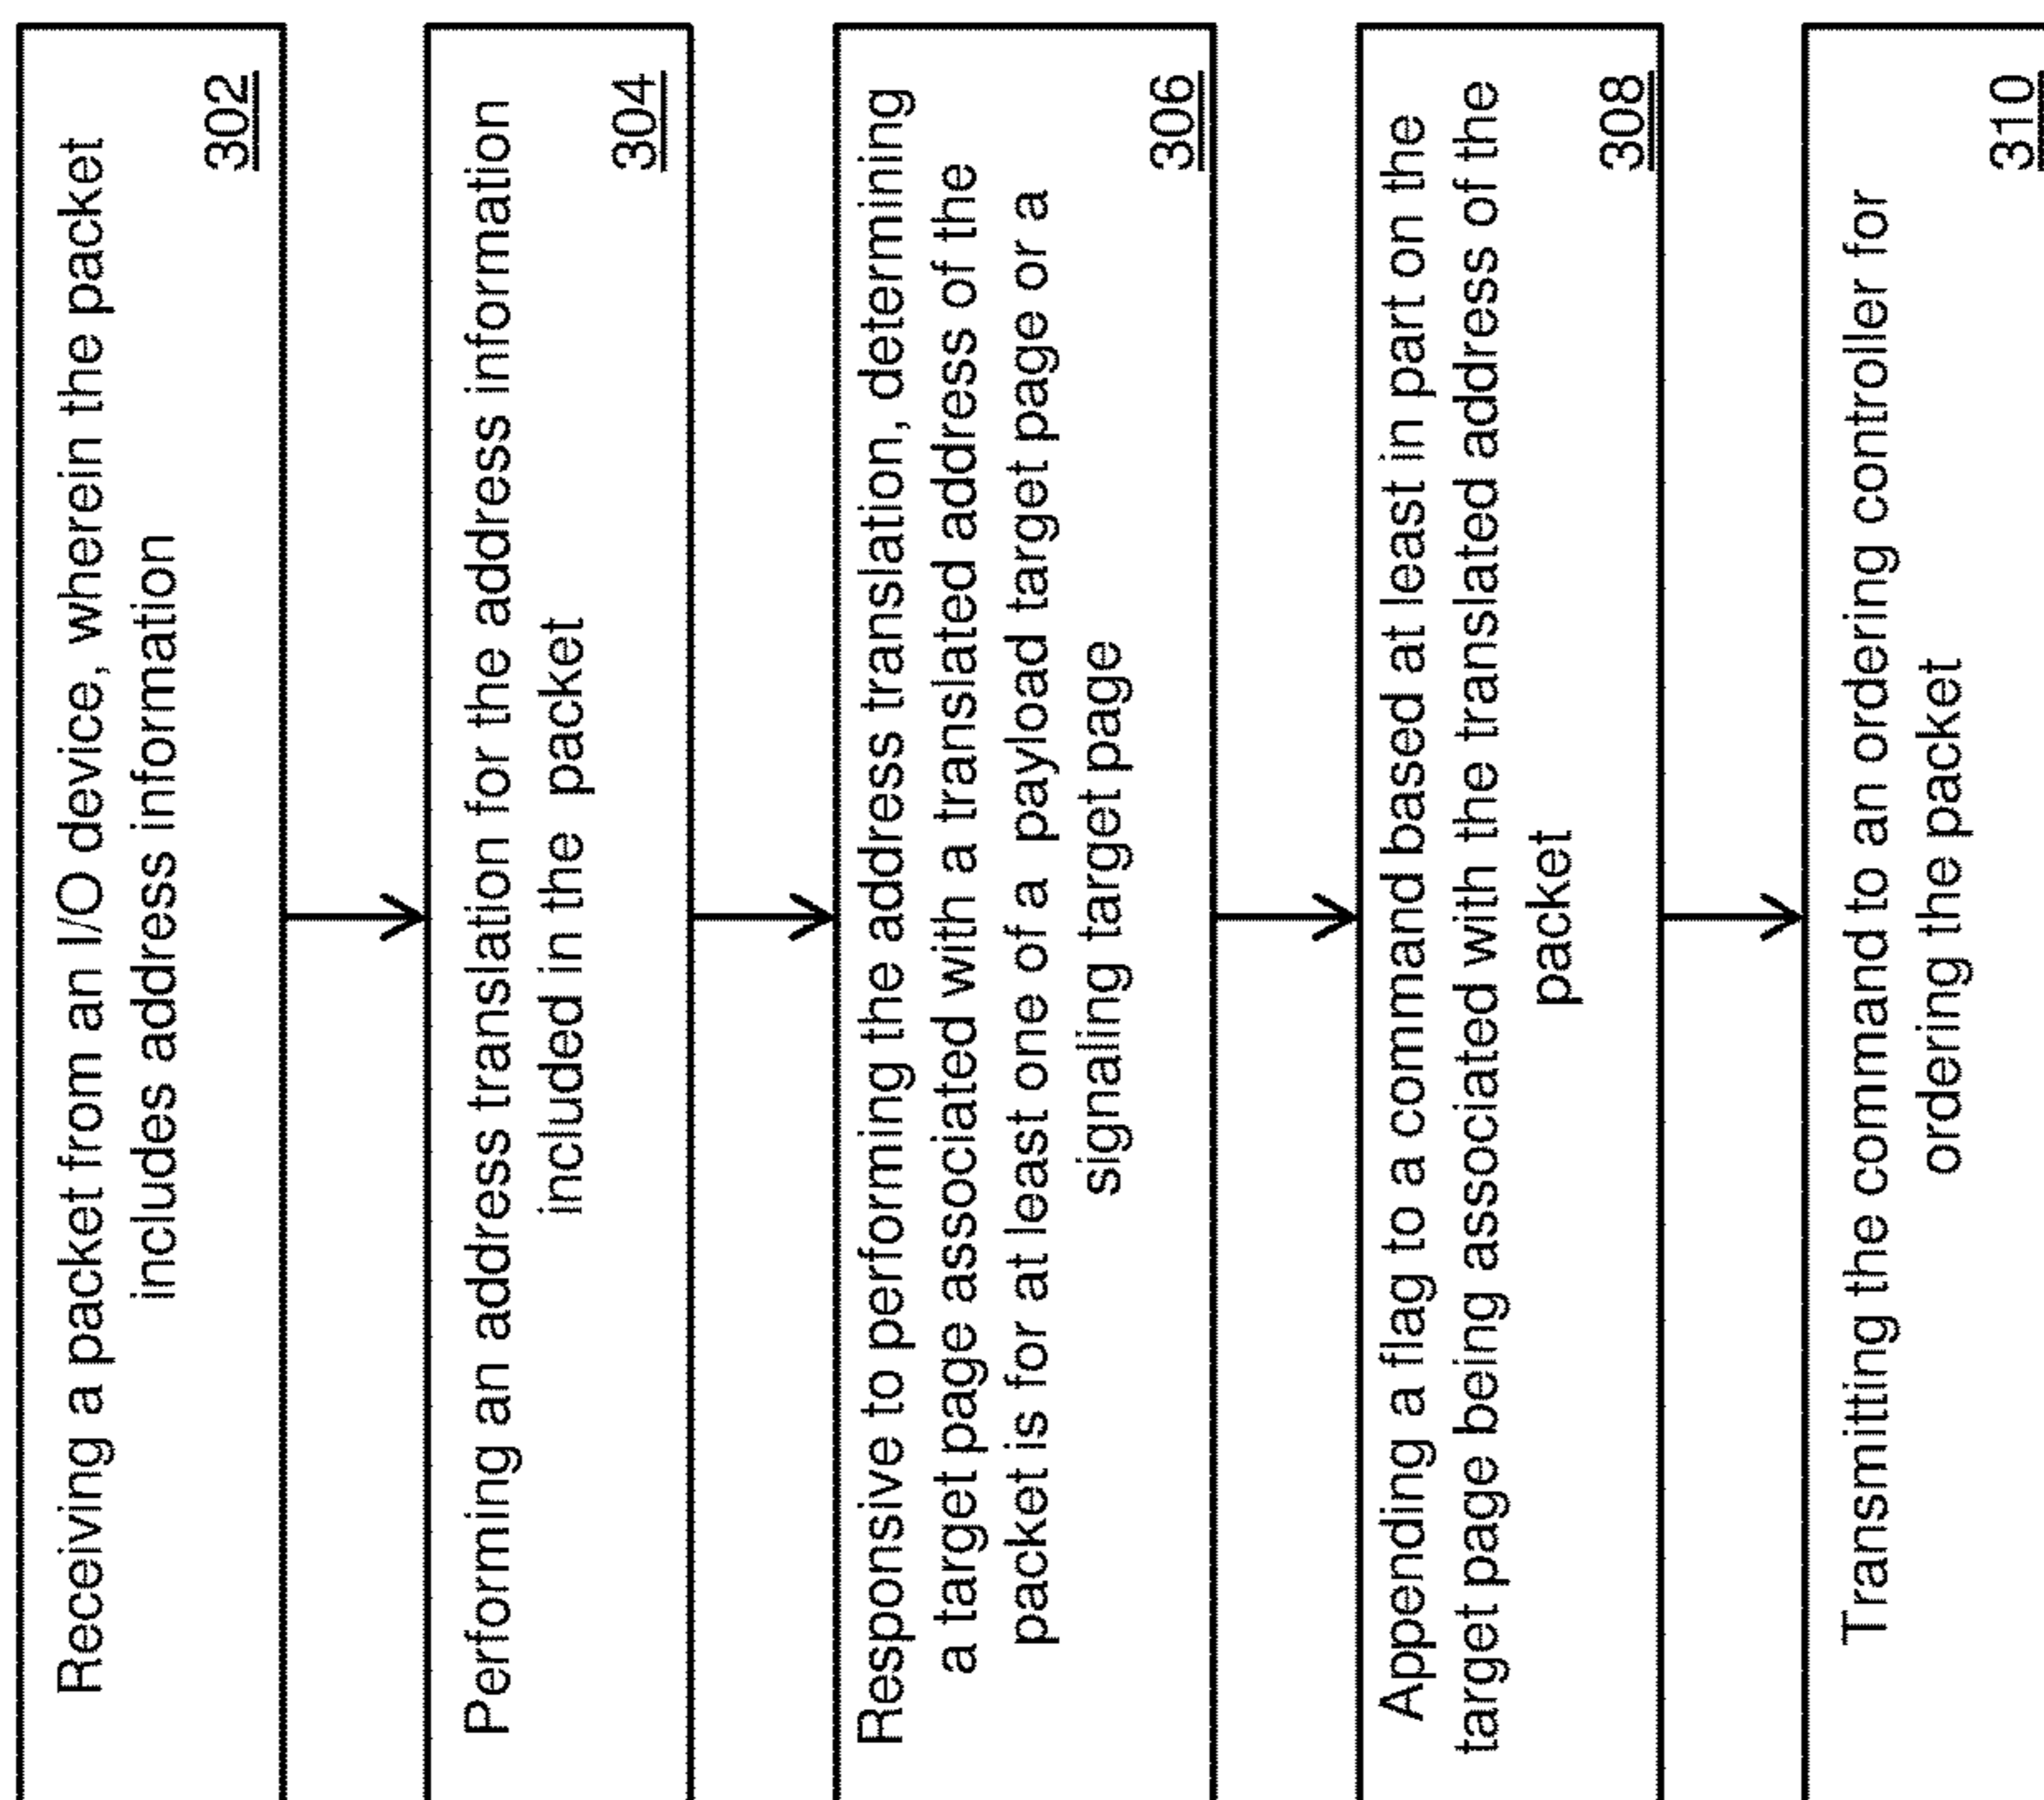 Receiving a packet from an I/O device, wherein the packet
includes address information
302
Performing an address translation for the address information
included in the packet
304
Responsive to performing the address translation, determining
a target page associated with a translated address of the
packet is for at least one of a payload target page or a
signaling target page
306
Appending a flag to a command based at least in part on the
target page being associated with the translated address of the
packet
308
Transmitting the command to an ordering controller for
ordering the packet
310